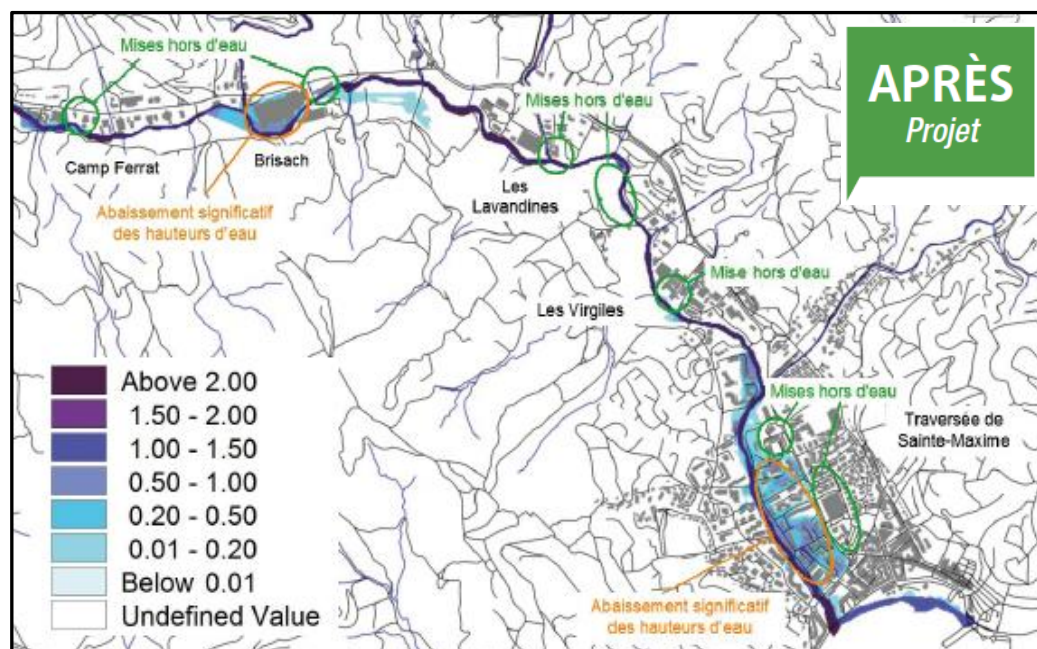 Mises hors d'eau
APRÈS
Projet
Mises hors d'eau
Camp Ferrat
Brisach
Les
Lavandines
Abaissement significatif
des hauteurs d'eau
Mise hors d'eau
Les Virgiles
Above 2.00
1.50 - 2.00
1.00 - 1.50
0.50 - 1.00
0.20 - 0.50
0.01 - 0.20
Below 0.01
Undefined Value
Mises hors d'eau
Traversée de
Sainte-Maxime
Abaissement significatif
des hauteurs d'eau